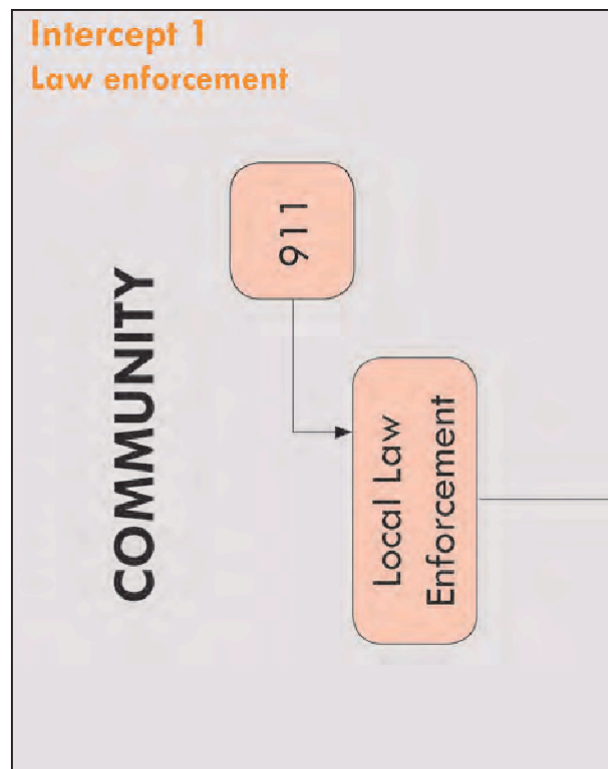 Intercept 1
Law enforcement
COMMUNITY
911
Local Law
Enforcement